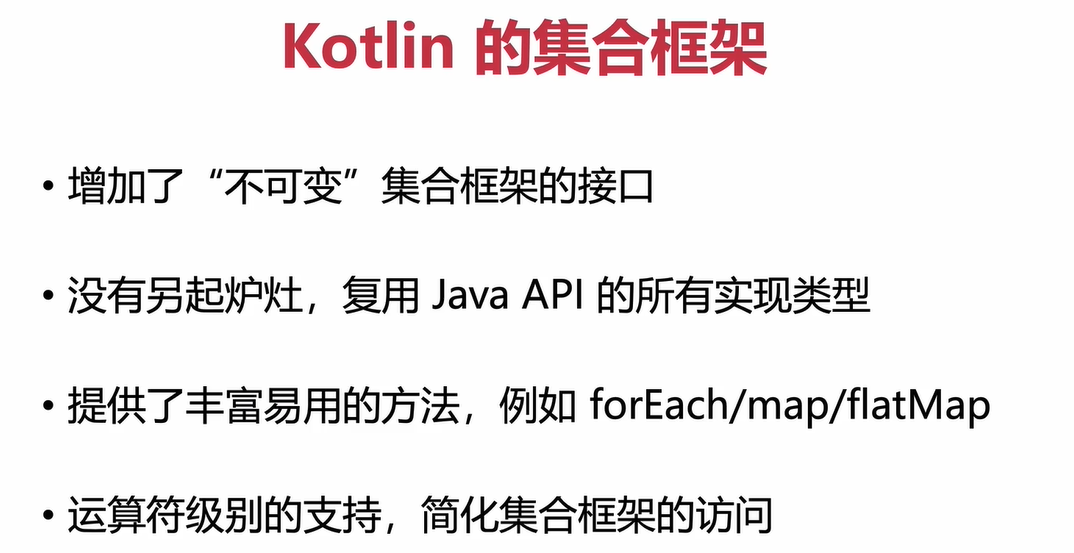 Kotlin 的集合框架
• 增加了“不可变”集合框架的接口
• 没有另起炉灶，复用 Java API 的所有实现类型
• 提供了丰富易用的方法，例如 forEach/map/flatMap
• 运算符级别的支持，简化集合框架的访问